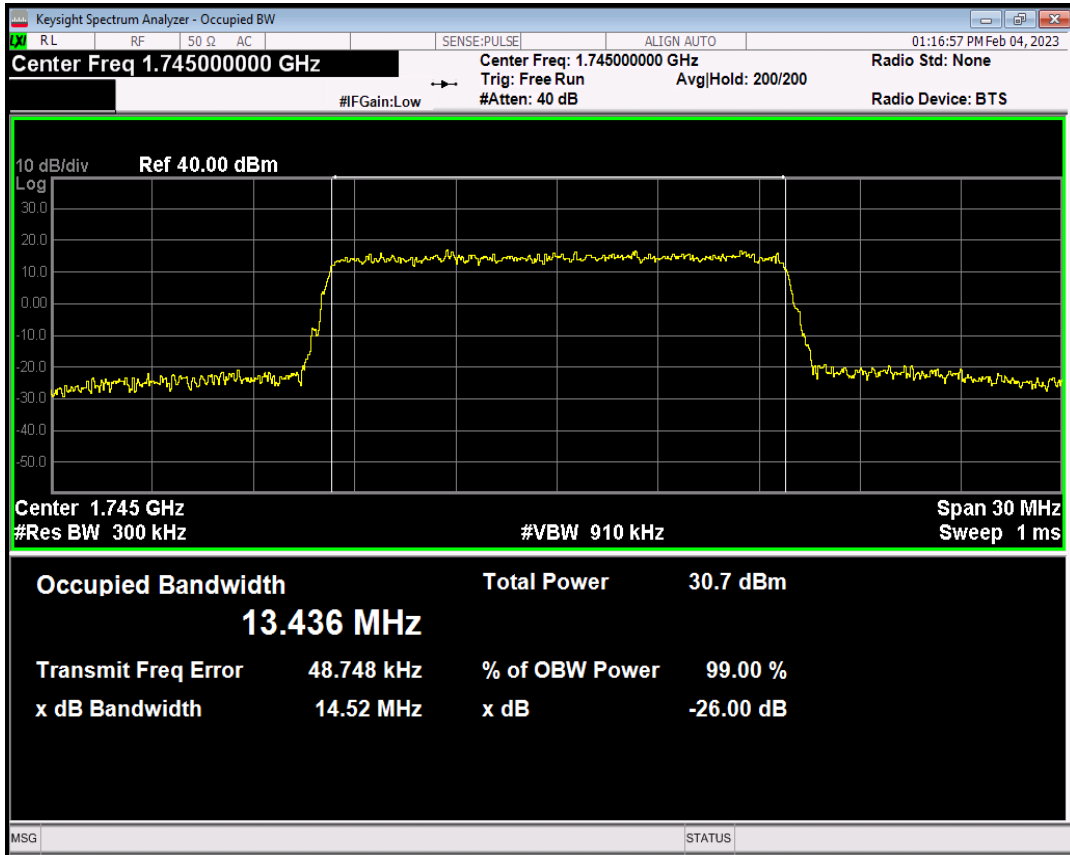 Keysight Spectrum Analyzer - Occupied BW
LXI RL RF 50 Ω AC SENSE:PULSE ALIGN AUTO 01:16:57 PM Feb 04, 2023
Center Freq 1.745000000 GHz Center Freq: 1.745000000 GHz Radio Std: None
Trig: Free Run Avg|Hold: 200/200
#IFGain:Low #Atten: 40 dB Radio Device: BTS
10 dB/div Ref 40.00 dBm
Log
30.0
20.0
10.0
0.00
-10.0
-20.0
-30.0
-40.0
-50.0
Center 1.745 GHz Span 30 MHz
#Res BW 300 kHz #VBW 910 kHz Sweep 1 ms
Occupied Bandwidth Total Power 30.7 dBm
13.436 MHz
Transmit Freq Error 48.748 kHz % of OBW Power 99.00 %
x dB Bandwidth 14.52 MHz x dB -26.00 dB
MSG STATUS